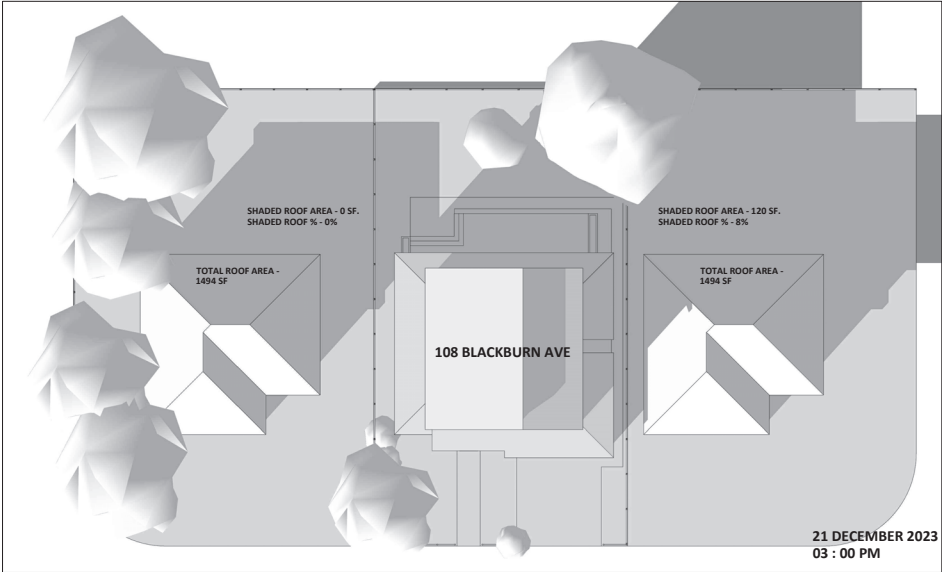 SHADED ROOF AREA - 0 SF.
SHADED ROOF % - 0%
SHADED ROOF AREA - 120 SF.
SHADED ROOF % - 8%
TOTAL ROOF AREA -
1494 SF
TOTAL ROOF AREA -
1494 SF
108 BLACKBURN AVE
21 DECEMBER 2023
03 : 00 PM